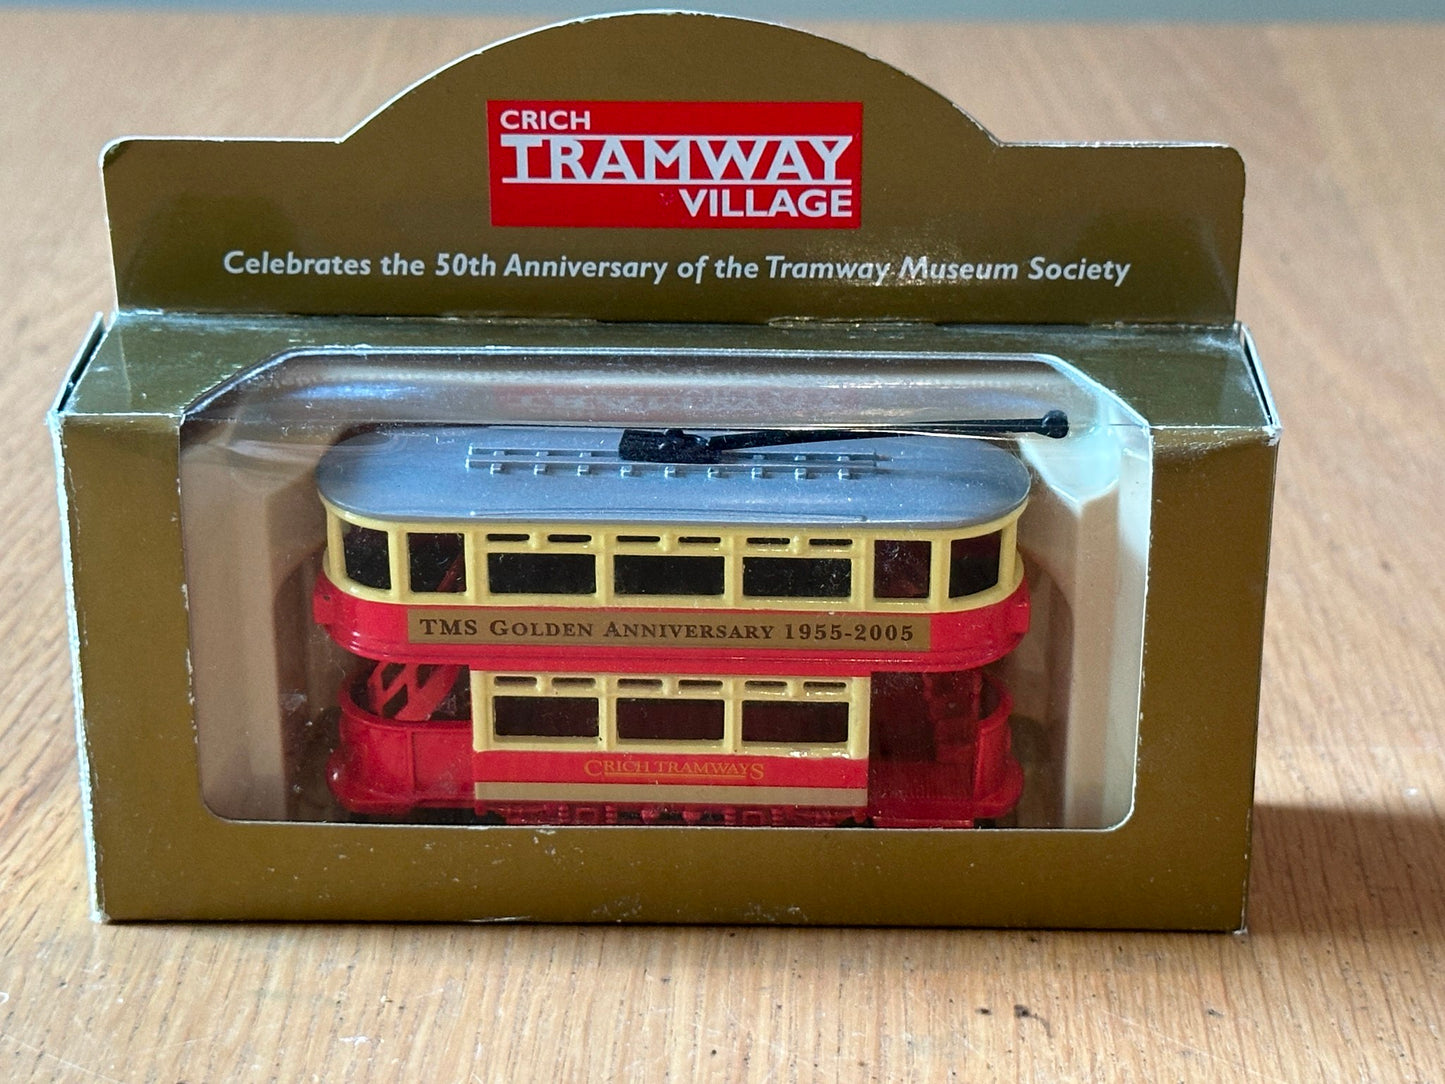 CRICH
TRAMWAY
VILLAGE
Celebrates the 50th Anniversary of the Tramway Museum Society
TMS GOLDEN ANNIVERSARY 1955-2005
CRICH TRAMWAYS